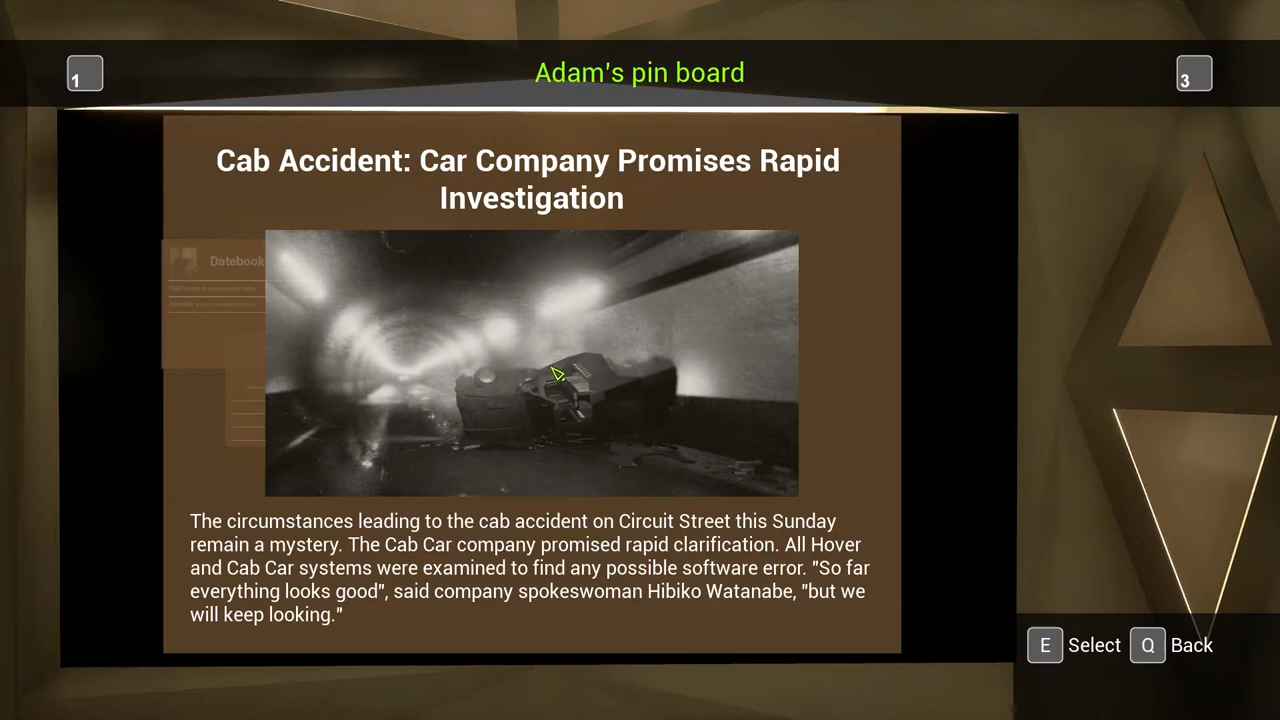 1
Adam's pin board
3
Cab Accident: Car Company Promises Rapid
Investigation
Datebook
The circumstances leading to the cab accident on Circuit Street this Sunday
remain a mystery. The Cab Car company promised rapid clarification. All Hover
and Cab Car systems were examined to find any possible software error. "So far
everything looks good", said company spokeswoman Hibiko Watanabe, "but we
will keep looking."
E Select Q Back